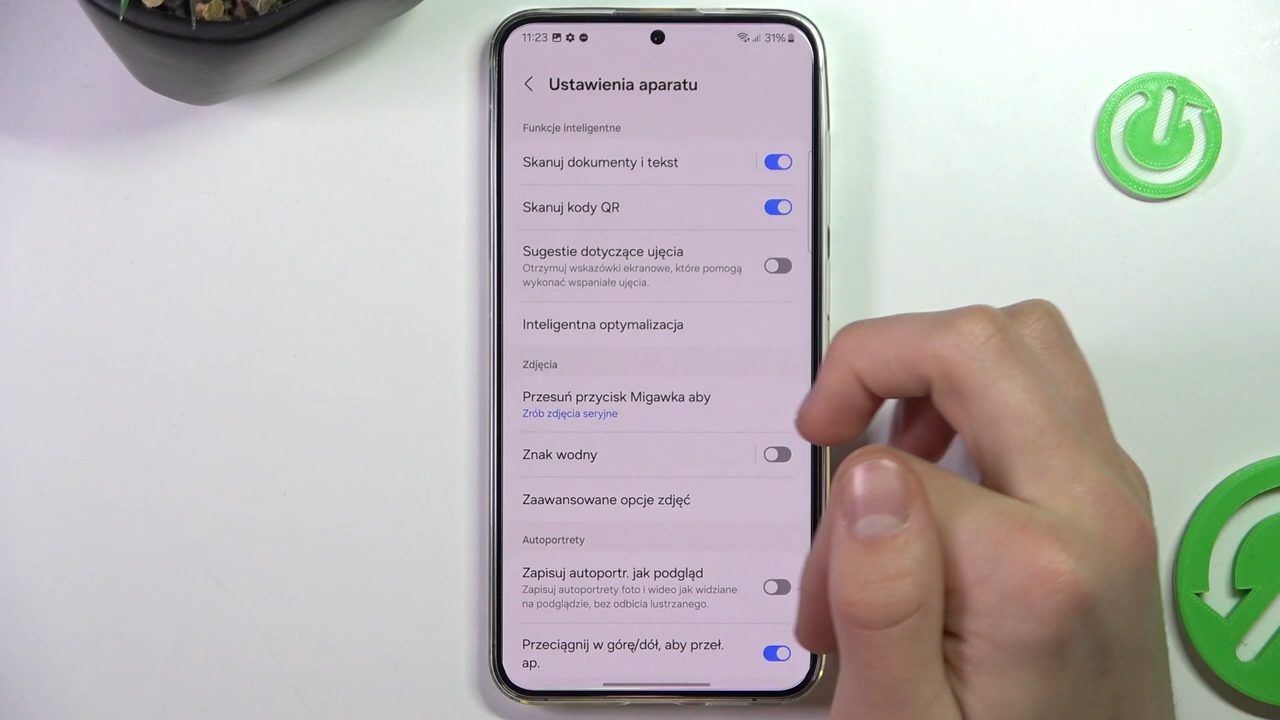 11:23
31%
Ustawienia aparatu
Funkcje inteligentne
Skanuj dokumenty i tekst
Skanuj kody QR
Sugestie dotyczące ujęcia
Otrzymuj wskazówki ekranowe, które pomogą
wykonać wspaniałe ujęcia.
Inteligentna optymalizacja
Zdjęcia
Przesuń przycisk Migawka aby
Zrób zdjęcia seryjne
Znak wodny
Zaawansowane opcje zdjęć
Autoportrety
Zapisuj autoportr. jak podgląd
Zapisuj autoportrety foto i wideo jak widziane
na podglądzie, bez odbicia lustrzanego.
Przeciągnij w górę/dół, aby przeł.
ap.